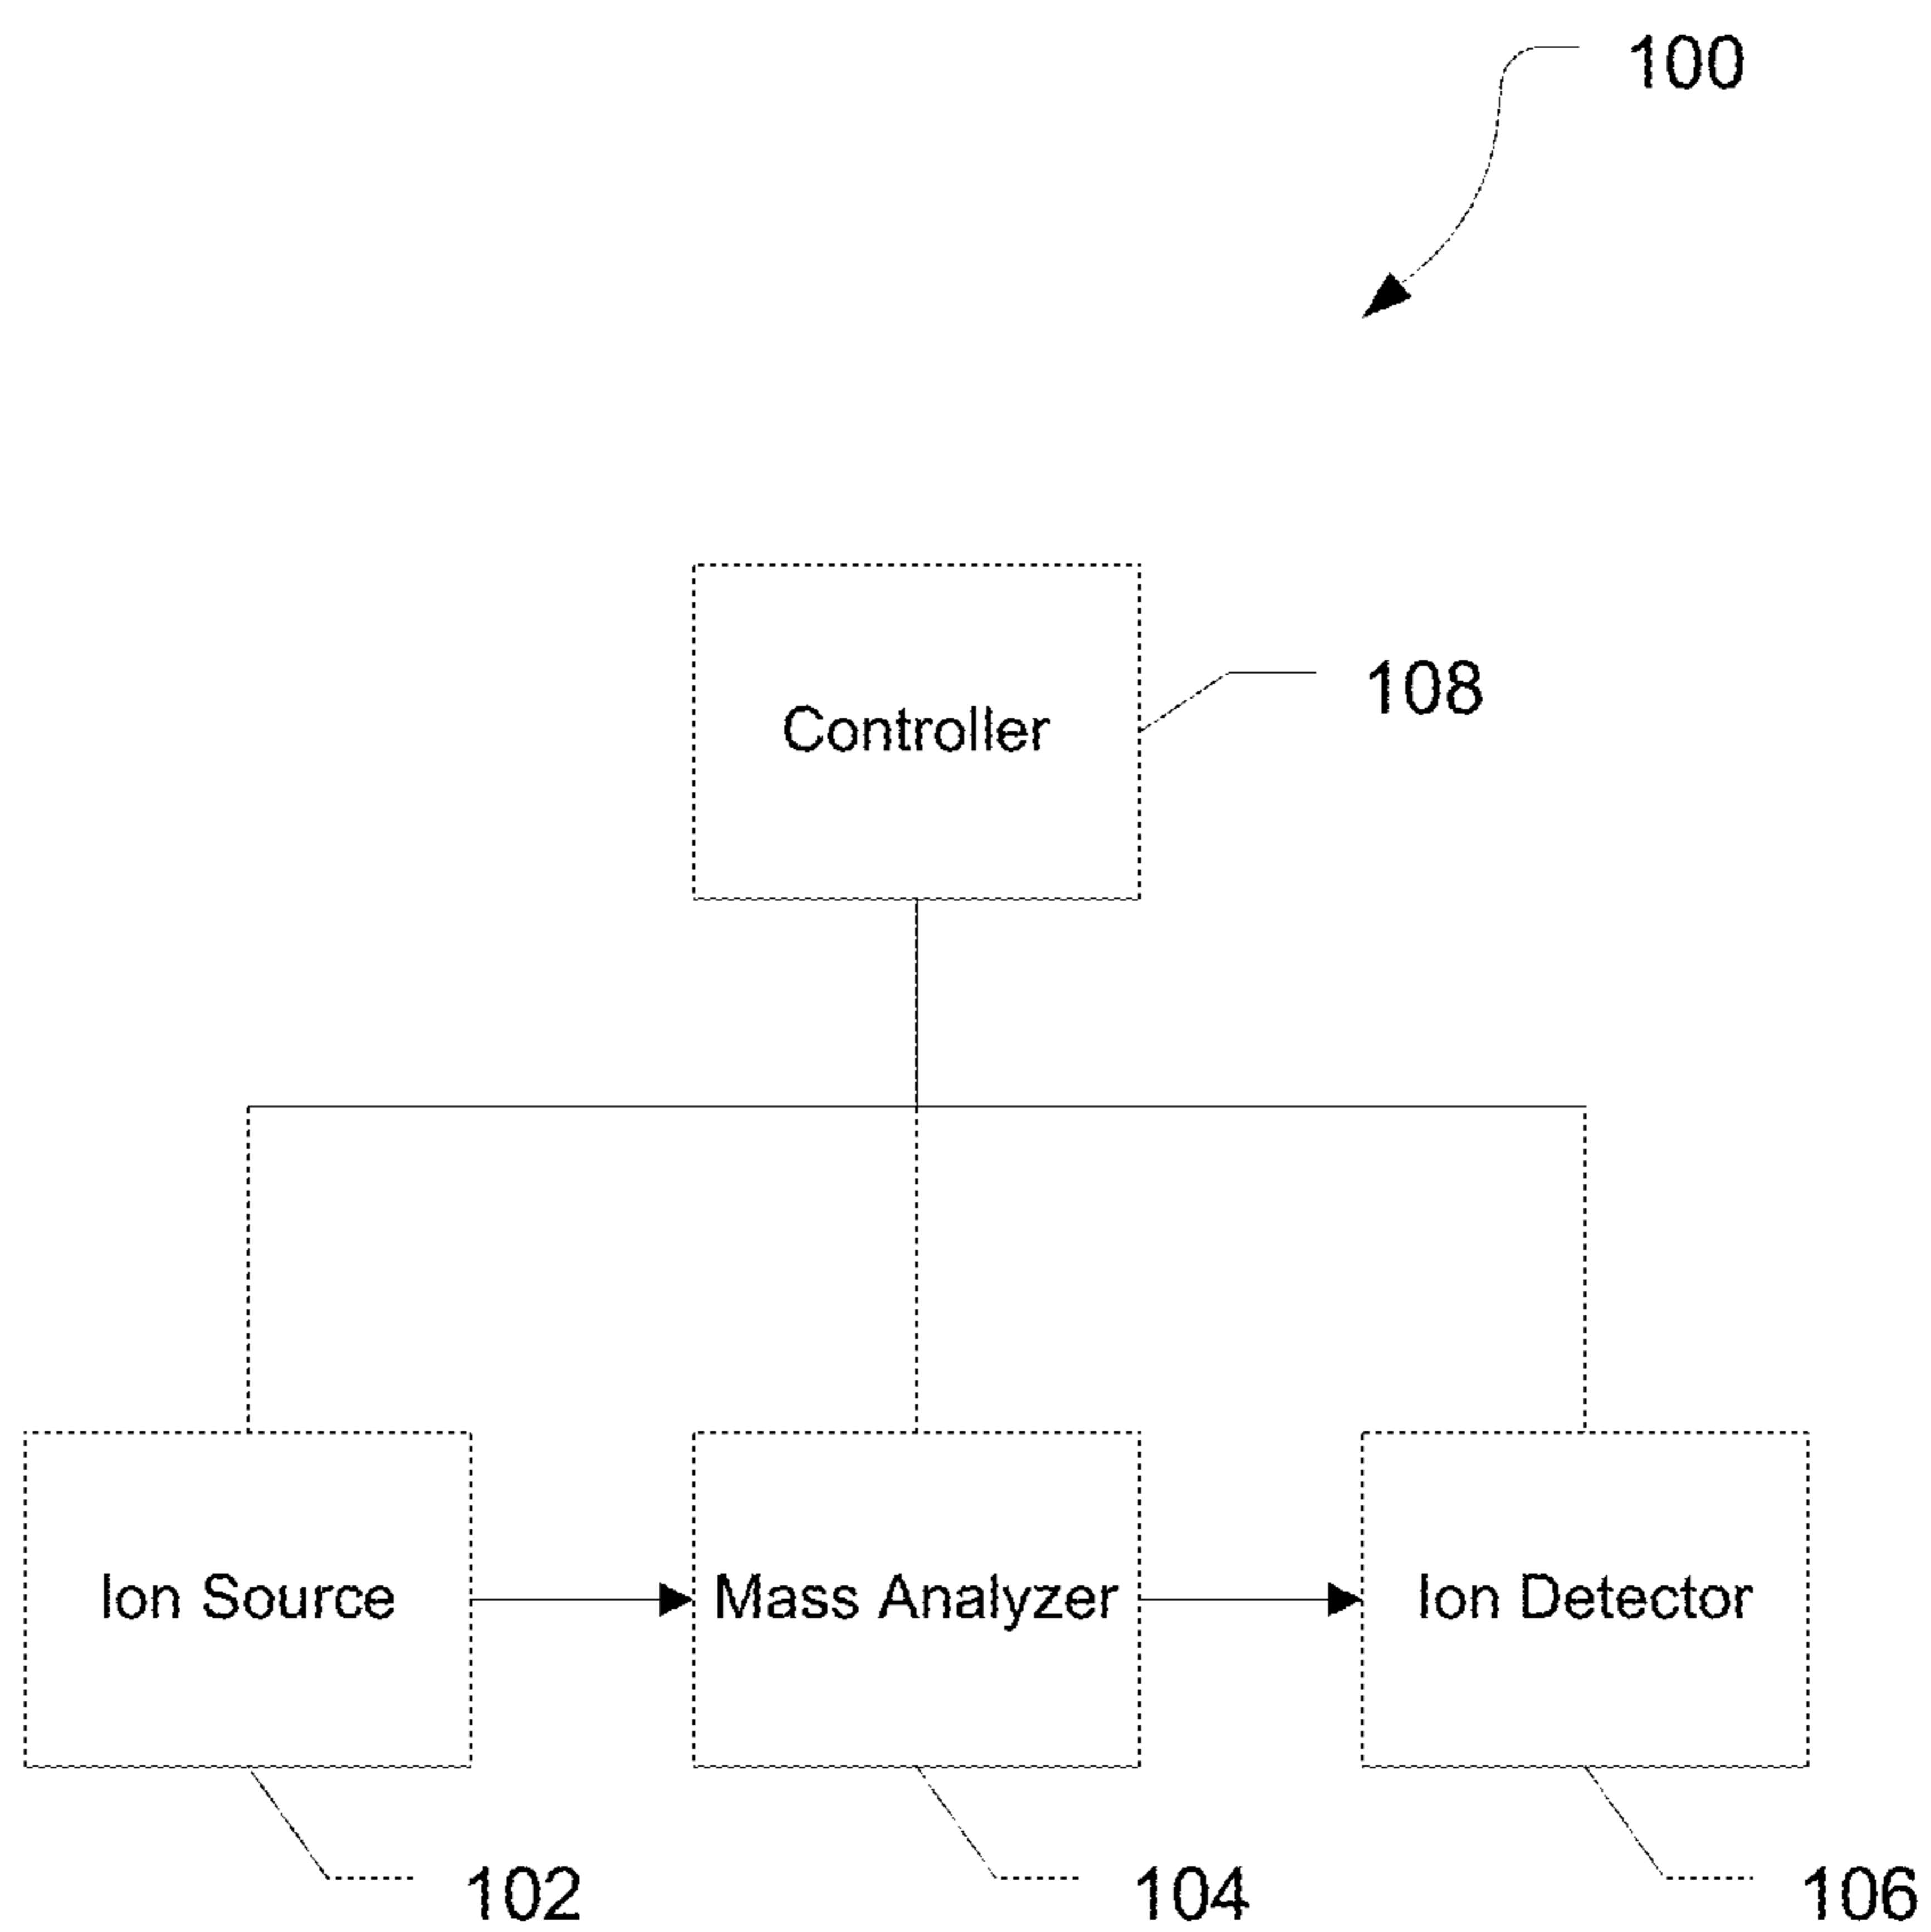 100
Controller
108
Ion Source
Mass Analyzer
Ion Detector
102
104
106